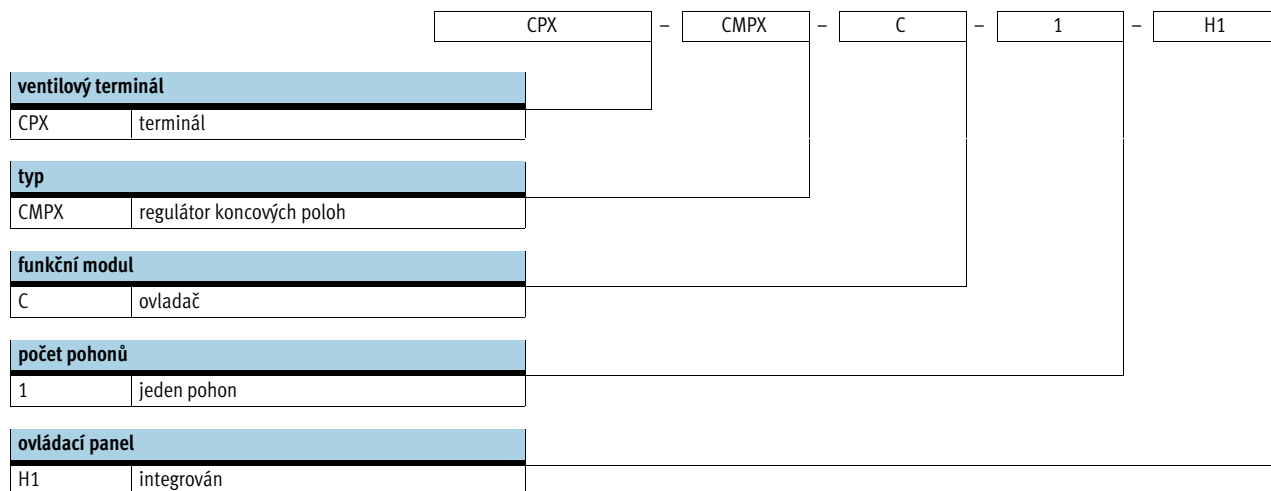 CPX – CMPX – C – 1 – H1
ventilový terminál
CPX terminál
typ
CMPX regulátor koncových poloh
funkční modul
C ovladač
počet pohonů
1 jeden pohon
ovládací panel
H1 integrován